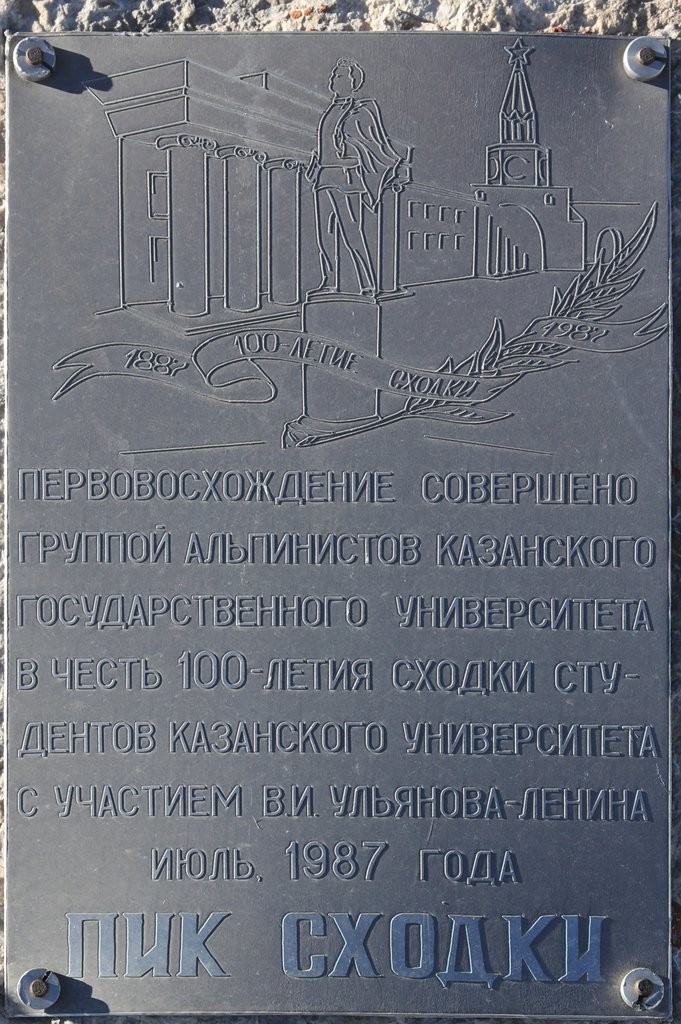 1887 100-ЛЕТИЕ СХОДКИ 1987
ПЕРВОВОСХОЖДЕНИЕ СОВЕРШЕНО
ГРУППОЙ АЛЬПИНИСТОВ КАЗАНСКОГО
ГОСУДАРСТВЕННОГО УНИВЕРСИТЕТА
В ЧЕСТЬ 100-ЛЕТИЯ СХОДКИ СТУ-
ДЕНТОВ КАЗАНСКОГО УНИВЕРСИТЕТА
С УЧАСТИЕМ В.И. УЛЬЯНОВА-ЛЕНИНА
ИЮЛЬ, 1987 ГОДА
ПИК СХОДКИ